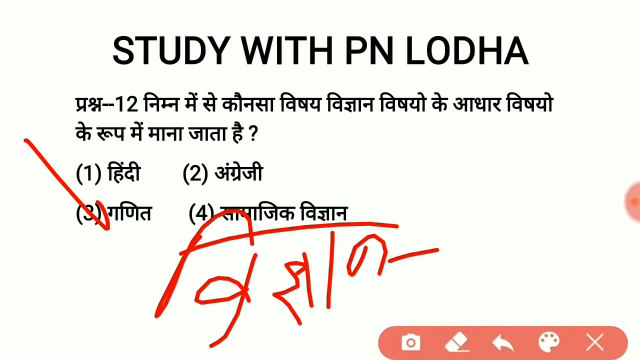 STUDY WITH PN LODHA
प्रश्न--12 निम्न में से कौनसा विषय विज्ञान विषयो के आधार विषयो
के रूप में माना जाता है ?
(1) हिंदी (2) अंग्रेजी
(3) गणित (4) सामाजिक विज्ञान
विज्ञान